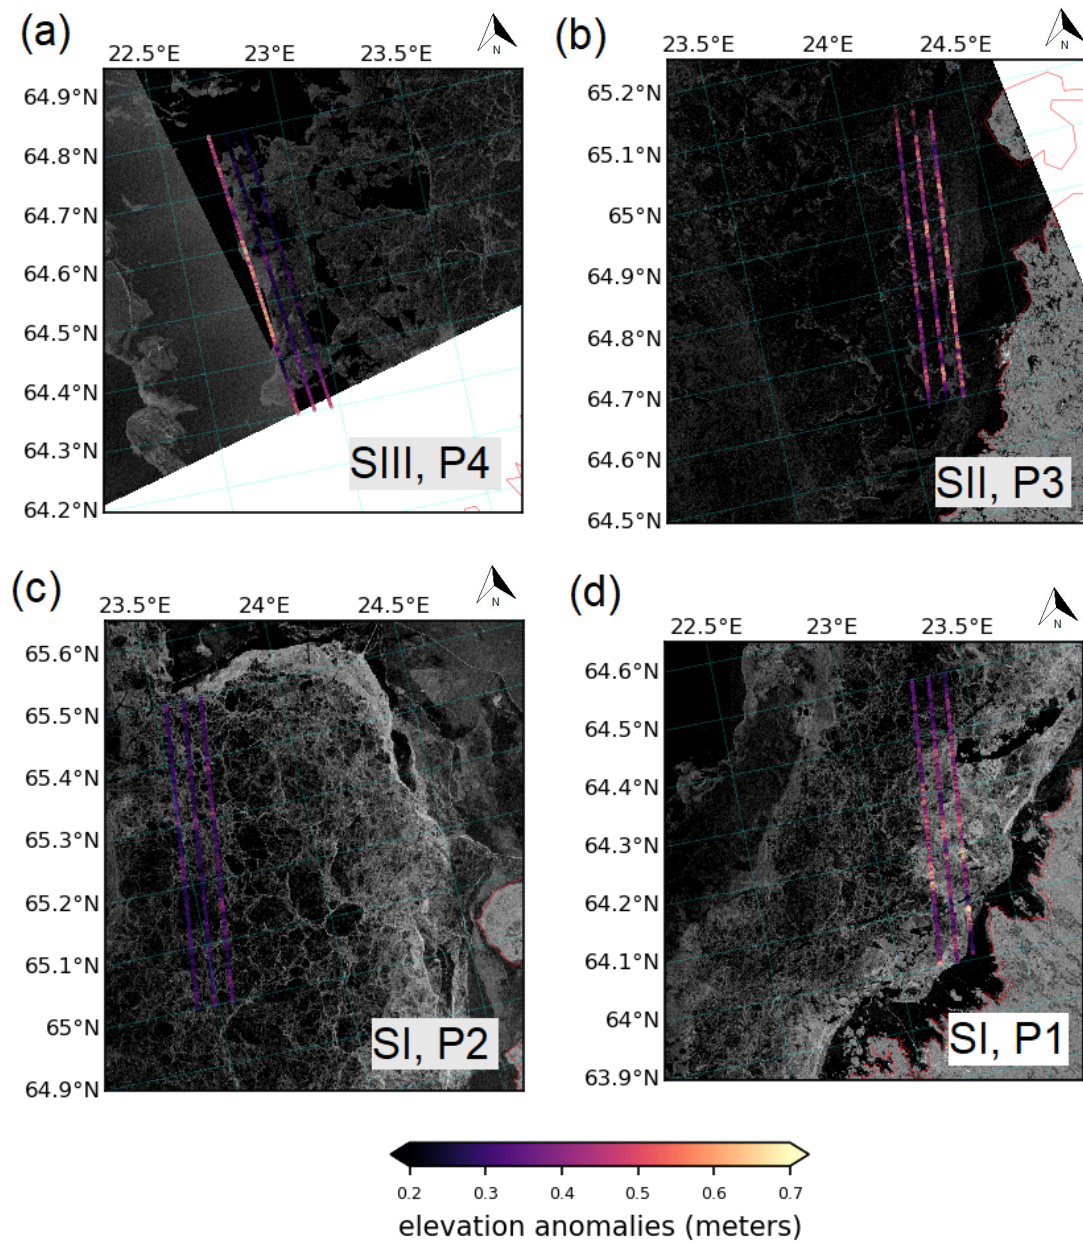 (a)
22.5°E 23°E 23.5°E
N
64.9°N
64.8°N
64.7°N
64.6°N
64.5°N
64.4°N
64.3°N
64.2°N
SIII, P4
(b)
23.5°E 24°E 24.5°E
N
65.2°N
65.1°N
65°N
64.9°N
64.8°N
64.7°N
64.6°N
64.5°N
SII, P3
(c)
23.5°E 24°E 24.5°E
N
65.6°N
65.5°N
65.4°N
65.3°N
65.2°N
65.1°N
65°N
64.9°N
SI, P2
(d)
22.5°E 23°E 23.5°E
N
64.6°N
64.5°N
64.4°N
64.3°N
64.2°N
64.1°N
64°N
63.9°N
SI, P1
0.2 0.3 0.4 0.5 0.6 0.7
elevation anomalies (meters)